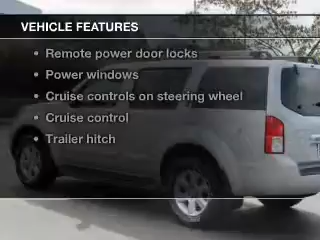 VEHICLE FEATURES
• Remote power door locks
• Power windows
• Cruise controls on steering wheel
• Cruise control
• Trailer hitch